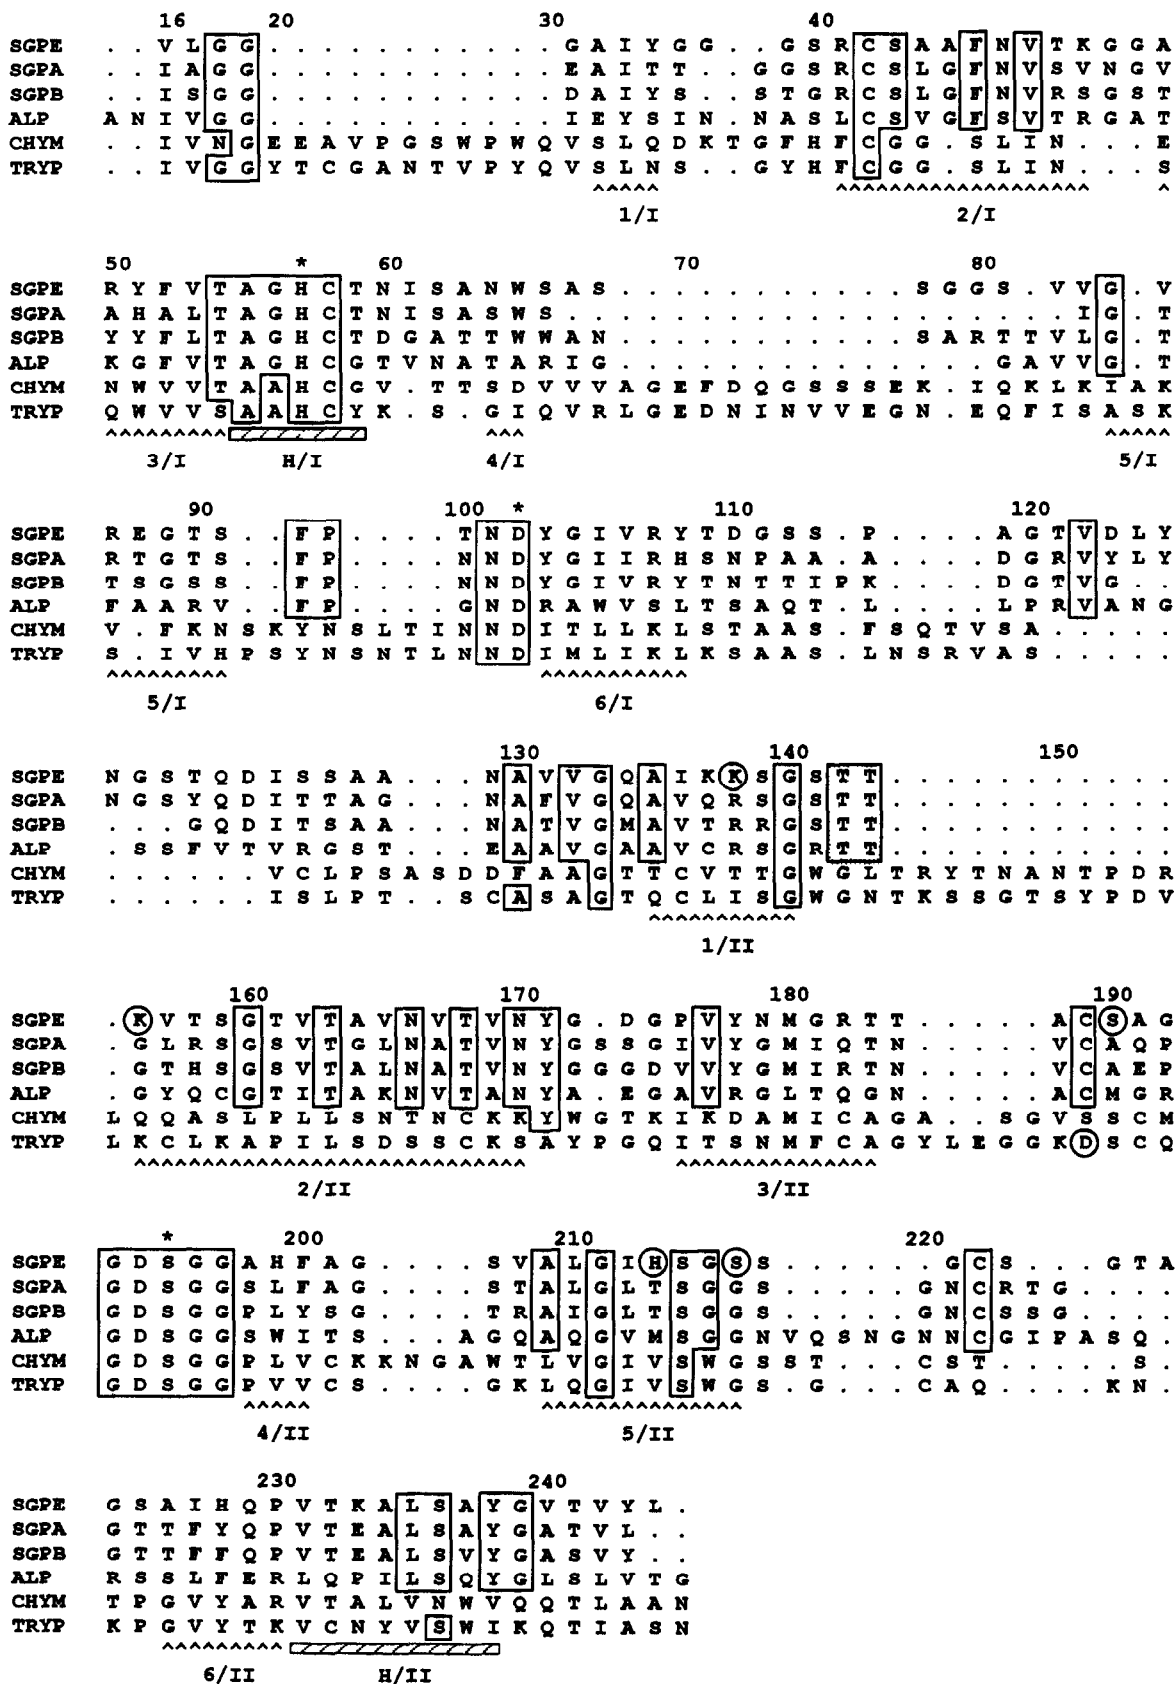 16 20 30 40
SGPE . . V L G G . . . . . . . . . . . G A I Y G G . . G S R C S A A F N V T K G G A
SGPA . . I A G G . . . . . . . . . . . E A I T T . . G G S R C S L G F N V S V N G V
SGPB . . I S G G . . . . . . . . . . . D A I Y S . . S T G R C S L G F N V R S G S T
ALP A N I V G G . . . . . . . . . . . I E Y S I N . N A S L C S V G F S V T R G A T
CHYM . . I V N G E E A V P G S W P W Q V S L Q D K T G F H F C G G . S L I N . . . E
TRYP . . I V G G Y T C G A N T V P Y Q V S L N S . . G Y H F C G G . S L I N . . . S
^^^^^ ^^^^^^^^^^^^^^^^^^^ ^
1/I 2/I
50 * 60 70 80
SGPE R Y F V T A G H C T N I S A N W S A S . . . . . . . . . . . S G G S . V V G . V
SGPA A H A L T A G H C T N I S A S W S . . . . . . . . . . . . . . . . . . . I G . T
SGPB Y Y F L T A G H C T D G A T T W W A N . . . . . . . . . . . S A R T T V L G . T
ALP K G F V T A G H C G T V N A T A R I G . . . . . . . . . . . . . . G A V V G . T
CHYM N W V V T A A H C G V . T T S D V V V A G E F D Q G S S S E K . I Q K L K I A K
TRYP Q W V V S A A H C Y K . S . G I Q V R L G E D N I N V V E G N . E Q F I S A S K
^^^^^^^^^ ^^^ ^^^^^
3/I H/I 4/I 5/I
90 100 * 110 120
SGPE R E G T S . . F P . . . . T N D Y G I V R Y T D G S S . P . . . . A G T V D L Y
SGPA R T G T S . . F P . . . . N N D Y G I I R H S N P A A . A . . . . D G R V Y L Y
SGPB T S G S S . . F P . . . . N N D Y G I V R Y T N T T I P K . . . . D G T V G . .
ALP F A A R V . . F P . . . . G N D R A W V S L T S A Q T . L . . . . L P R V A N G
CHYM V . F K N S K Y N S L T I N N D I T L L K L S T A A S . F S Q T V S A . . . . .
TRYP S . I V H P S Y N S N T L N N D I M L I K L K S A A S . L N S R V A S . . . . .
^^^^^^^^^ ^^^^^^^^^^^
5/I 6/I
130 140 150
SGPE N G S T Q D I S S A A . . . N A V V G Q A I K K S G S T T . . . . . . . . . . .
SGPA N G S Y Q D I T T A G . . . N A F V G Q A V Q R S G S T T . . . . . . . . . . .
SGPB . . . . G Q D I T S A A . . N A T V G M A V T R R G S T T . . . . . . . . . . .
ALP . S S F V T V R G S T . . . E A A V G A A V C R S G R T T . . . . . . . . . . .
CHYM . . . . . . V C L P S A S D D F A A G T T C V T T G W G L T R Y T N A N T P D R
TRYP . . . . . . I S L P T . . S C A S A G T Q C L I S G W G N T K S S G T S Y P D V
^^^^^^^^^^^
1/II
160 170 180 190
SGPE . K V T S G T V T A V N V T V N Y G . D G P V Y N M G R T T . . . . . A C S A G
SGPA . G L R S G S V T G L N A T V N Y G S S G I V Y G M I Q T N . . . . . V C A Q P
SGPB . G T H S G S V T A L N A T V N Y G G G D V V Y G M I R T N . . . . . V C A E P
ALP . G Y Q C G T I T A K N V T A N Y A . E G A V R G L T Q G N . . . . . A C M G R
CHYM L Q Q A S L P L L S N T N C K K Y W G T K I K D A M I C A G A . . S G V S S C M
TRYP L K C L K A P I L S D S S C K S A Y P G Q I T S N M F C A G Y L E G G K D S C Q
^^^^^^^^^^^^^^^^^^^^^^^^^^^^^ ^^^^^^^^^^^^^^^
2/II 3/II
* 200 210 220
SGPE G D S G G A H F A G . . . . S V A L G I H S G S S . . . . . . G C S . . . G T A
SGPA G D S G G S L F A G . . . . S T A L G L T S G G S . . . . . G N C R T G . . . .
SGPB G D S G G P L Y S G . . . . T R A I G L T S G G S . . . . . G N C S S G . . . .
ALP G D S G G S W I T S . . . A G Q A Q G V M S G G N V Q S N G N N C G I P A S Q .
CHYM G D S G G P L V C K K N G A W T L V G I V S W G S S T . . . C S T . . . . . S .
TRYP G D S G G P V V C S . . . . G K L Q G I V S W G S . G . . . C A Q . . . . K N .
^^^^^ ^^^^^^^^^^^^^^^
4/II 5/II
230 240
SGPE G S A I H Q P V T K A L S A Y G V T V Y L .
SGPA G T T F Y Q P V T E A L S A Y G A T V L . .
SGPB G T T F F Q P V T E A L S V Y G A S V Y . .
ALP R S S L F E R L Q P I L S Q Y G L S L V T G
CHYM T P G V Y A R V T A L V N W V Q Q T L A A N
TRYP K P G V Y T K V C N Y V S W I K Q T I A S N
^^^^^^^^^
6/II H/II